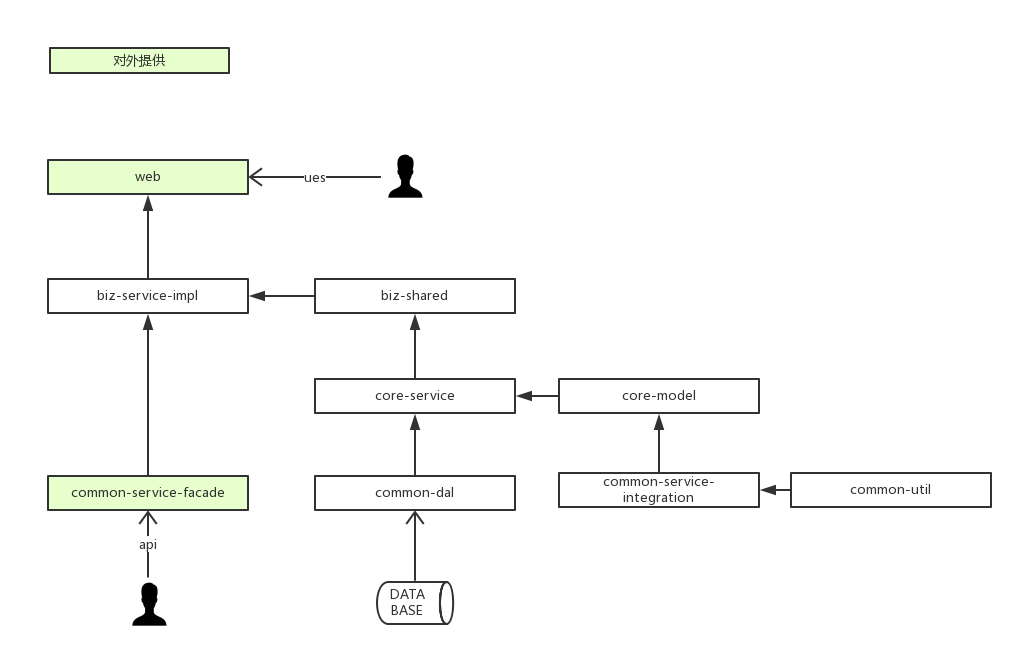 对外提供
web
ues
biz-service-impl
biz-shared
core-service
core-model
common-service-facade
common-dal
common-service-
integration
common-util
api
DATA
BASE